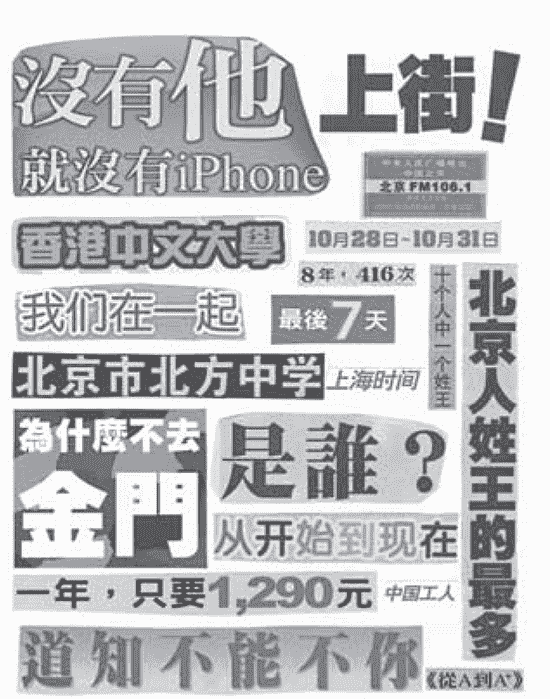 沒有他
就沒有iPhone
上街！
北京 FM106.1
香港中文大學
10月28日~10月31日
8年，416次
我们在一起
最後7天
十个人中一个姓王
北京人姓王的最多
北京市北方中学
上海时间
為什麼不去
金門
是誰？
从开始到现在
一年，只要1,290元
中国工人
道知不能不你
《從A到A+》